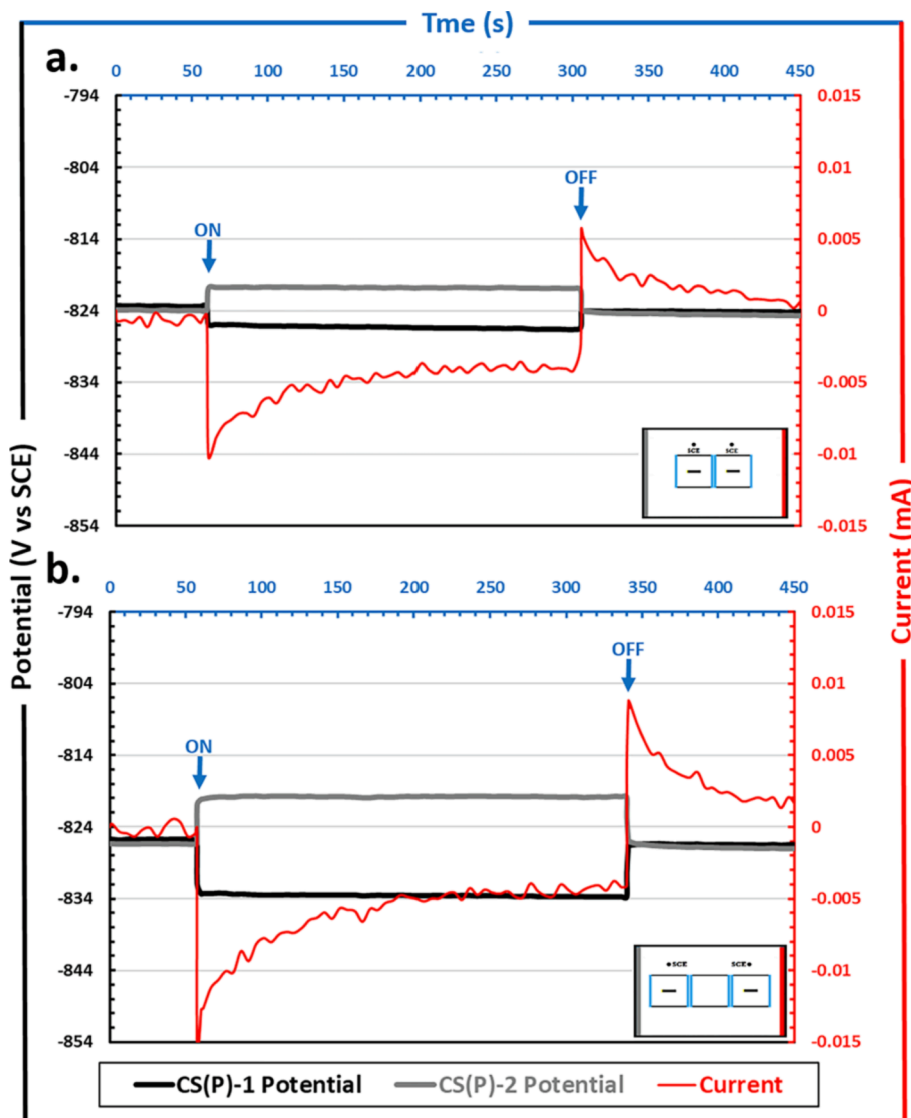 Tme (s)
a.
0 50 100 150 200 250 300 350 400 450
-794 0.015
-804 0.01
OFF
ON
-814 0.005
-824 0
-834 -0.005
-844 -0.01
-854 -0.015
SCE SCE
− −
b.
0 50 100 150 200 250 300 350 400 450
-794 0.015
-804 0.01
OFF
ON
-814 0.005
-824 0
-834 -0.005
-844 -0.01
-854 -0.015
SCE SCE
− −
Potential (V vs SCE)
Current (mA)
CS(P)-1 Potential CS(P)-2 Potential Current